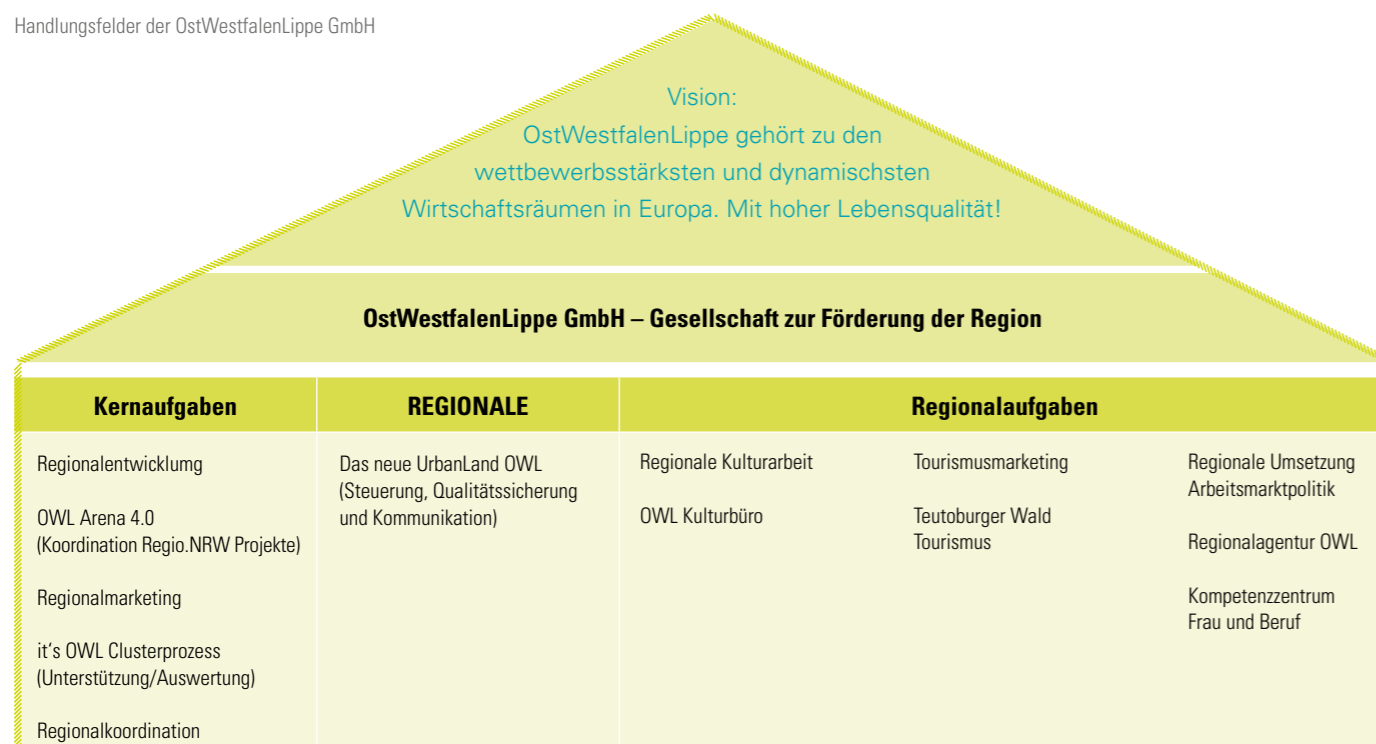 Handlungsfelder der OstWestfalenLippe GmbH
Vision:
OstWestfalenLippe gehört zu den
wettbewerbsstärksten und dynamischsten
Wirtschaftsräumen in Europa. Mit hoher Lebensqualität!
OstWestfalenLippe GmbH – Gesellschaft zur Förderung der Region
Kernaufgaben
Regionalentwicklumg
OWL Arena 4.0
(Koordination Regio.NRW Projekte)
Regionalmarketing
it's OWL Clusterprozess
(Unterstützung/Auswertung)
Regionalkoordination
REGIONALE
Das neue UrbanLand OWL
(Steuerung, Qualitätssicherung
und Kommunikation)
Regionalaufgaben
Regionale Kulturarbeit
OWL Kulturbüro
Tourismusmarketing
Teutoburger Wald
Tourismus
Regionale Umsetzung
Arbeitsmarktpolitik
Regionalagentur OWL
Kompetenzzentrum
Frau und Beruf